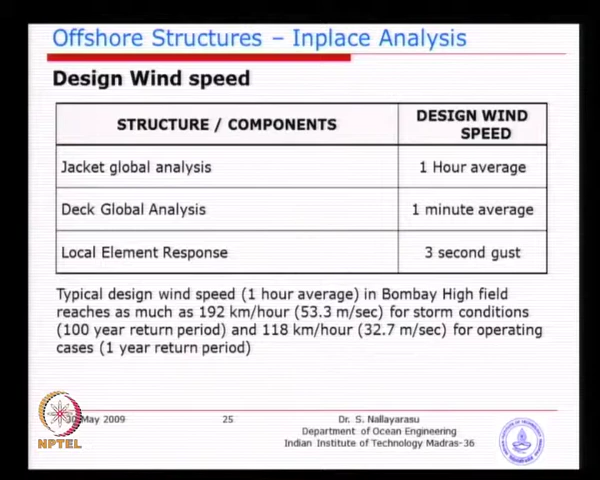 Offshore Structures – Inplace Analysis
Design Wind speed
STRUCTURE / COMPONENTS
DESIGN WIND
SPEED
Jacket global analysis
1 Hour average
Deck Global Analysis
1 minute average
Local Element Response
3 second gust
Typical design wind speed (1 hour average) in Bombay High field
reaches as much as 192 km/hour (53.3 m/sec) for storm conditions
(100 year return period) and 118 km/hour (32.7 m/sec) for operating
cases (1 year return period)
30 May 2009
25
Dr. S. Nallayarasu
Department of Ocean Engineering
Indian Institute of Technology Madras-36
NPTEL